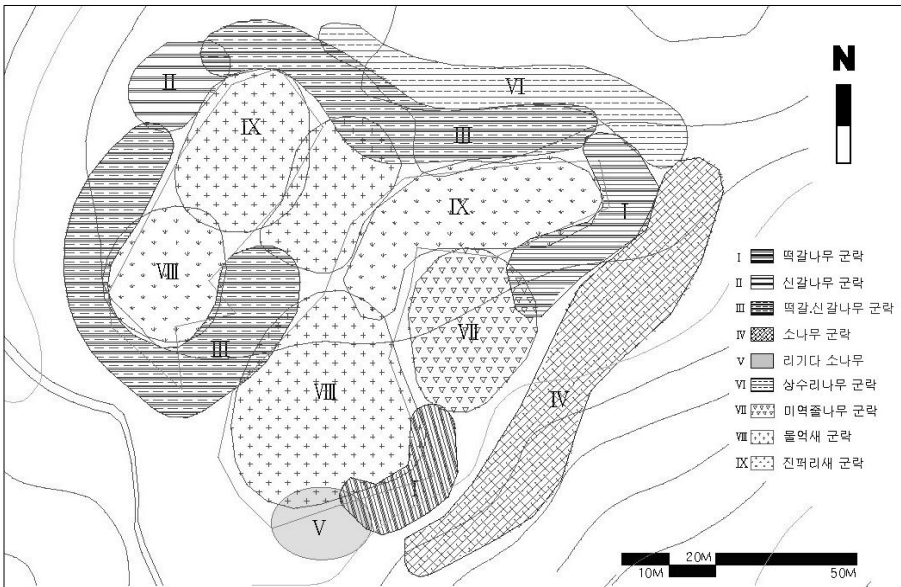 N
Ⅱ
Ⅵ
Ⅸ
Ⅲ
Ⅸ
Ⅰ
Ⅷ
Ⅶ
Ⅲ
Ⅷ
Ⅳ
Ⅰ
Ⅴ
Ⅰ 떡갈나무 군락
Ⅱ 신갈나무 군락
Ⅲ 떡갈.신갈나무 군락
Ⅳ 소나무 군락
Ⅴ 리기다 소나무
Ⅵ 상수리나무 군락
Ⅶ 미역줄나무 군락
Ⅷ 물억새 군락
Ⅸ 진퍼리새 군락
20M
10M 50M